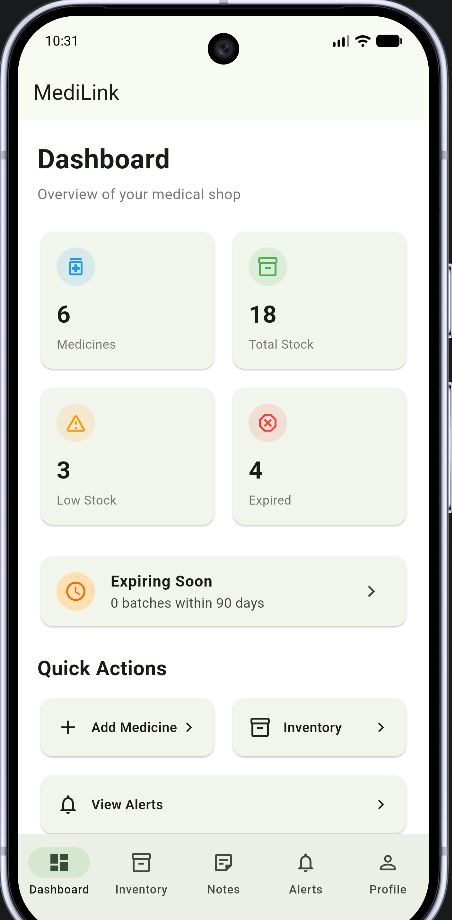 10:31
MediLink
Dashboard
Overview of your medical shop
6
Medicines
18
Total Stock
3
Low Stock
4
Expired
Expiring Soon
0 batches within 90 days
Quick Actions
Add Medicine
Inventory
View Alerts
Dashboard
Inventory
Notes
Alerts
Profile